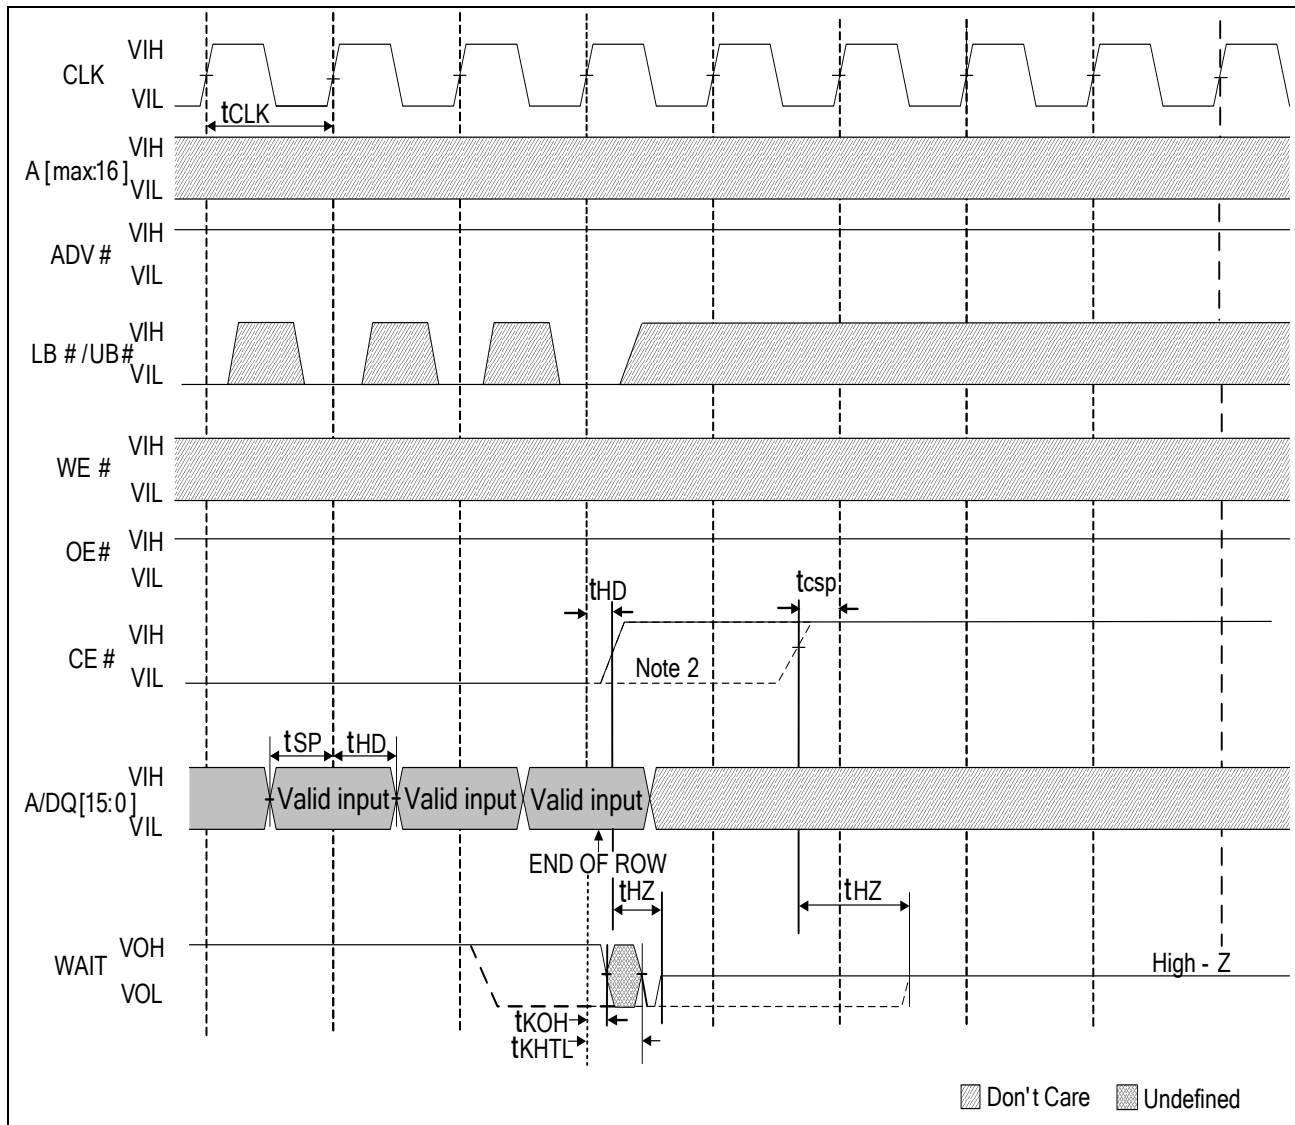 VIH
CLK
VIL
tCLK
VIH
A [max:16]
VIL
VIH
ADV #
VIL
VIH
LB # /UB#
VIL
VIH
WE #
VIL
VIH
OE#
VIL
tHD
tcsp
VIH
CE #
Note 2
VIL
tSP tHD
VIH
A/DQ[15:0]
Valid input Valid input Valid input
VIL
END OF ROW
tHZ tHZ
VOH
WAIT
High - Z
VOL
tKOH
tKHTL
Don't Care Undefined